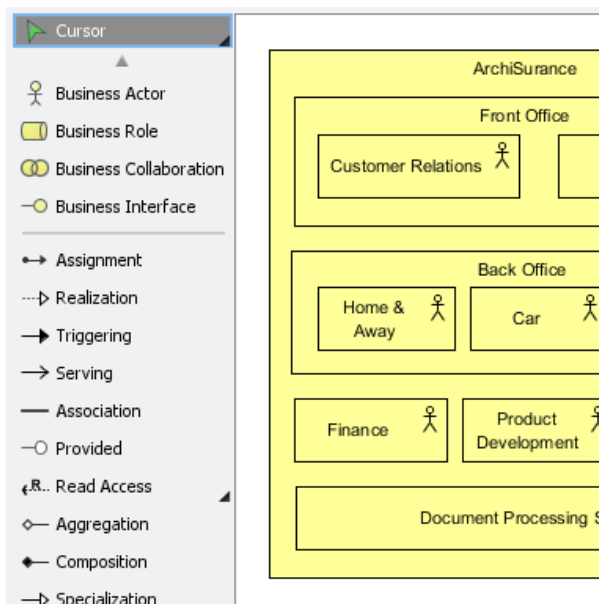 Cursor
Business Actor
Business Role
Business Collaboration
Business Interface
Assignment
Realization
Triggering
Serving
Association
Provided
R.. Read Access
Aggregation
Composition
Specialization
ArchiSurance
Front Office
Customer Relations
Back Office
Home &
Away
Car
Finance
Product
Development
Document Processing S